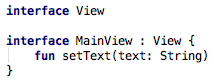 interface View
interface MainView : View {
    fun setText(text: String)
}